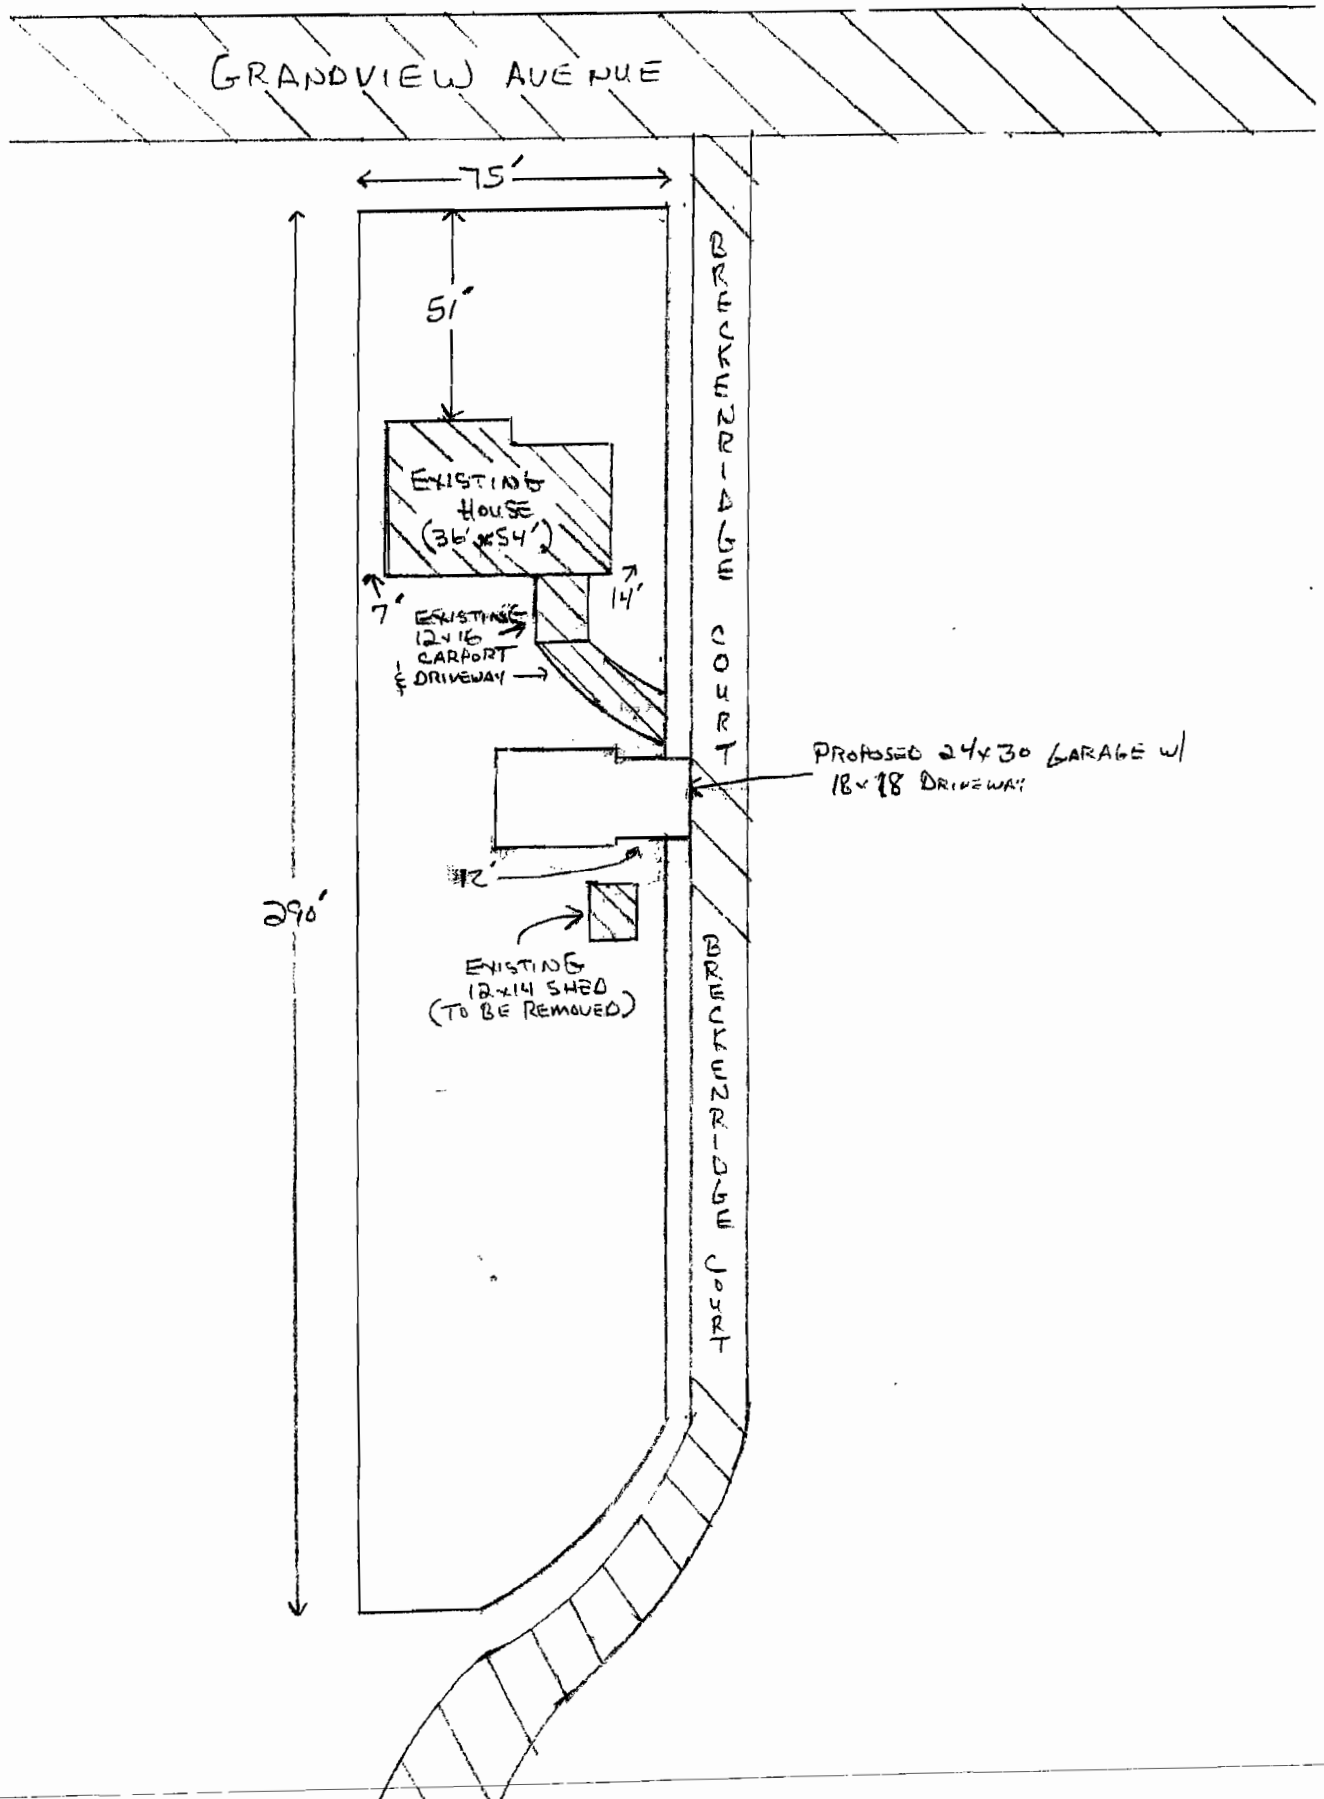 GRANDVIEW AVENUE
75'
51'
BRECKENRIDGE COURT
EXISTING
HOUSE
(36' x 54')
7'
14'
EXISTING
12x16
CARPORT
& DRIVEWAY
PROPOSED 24x30 GARAGE W/
18x18 DRIVEWAY
12'
290'
EXISTING
12x14 SHED
(TO BE REMOVED)
BRECKENRIDGE COURT